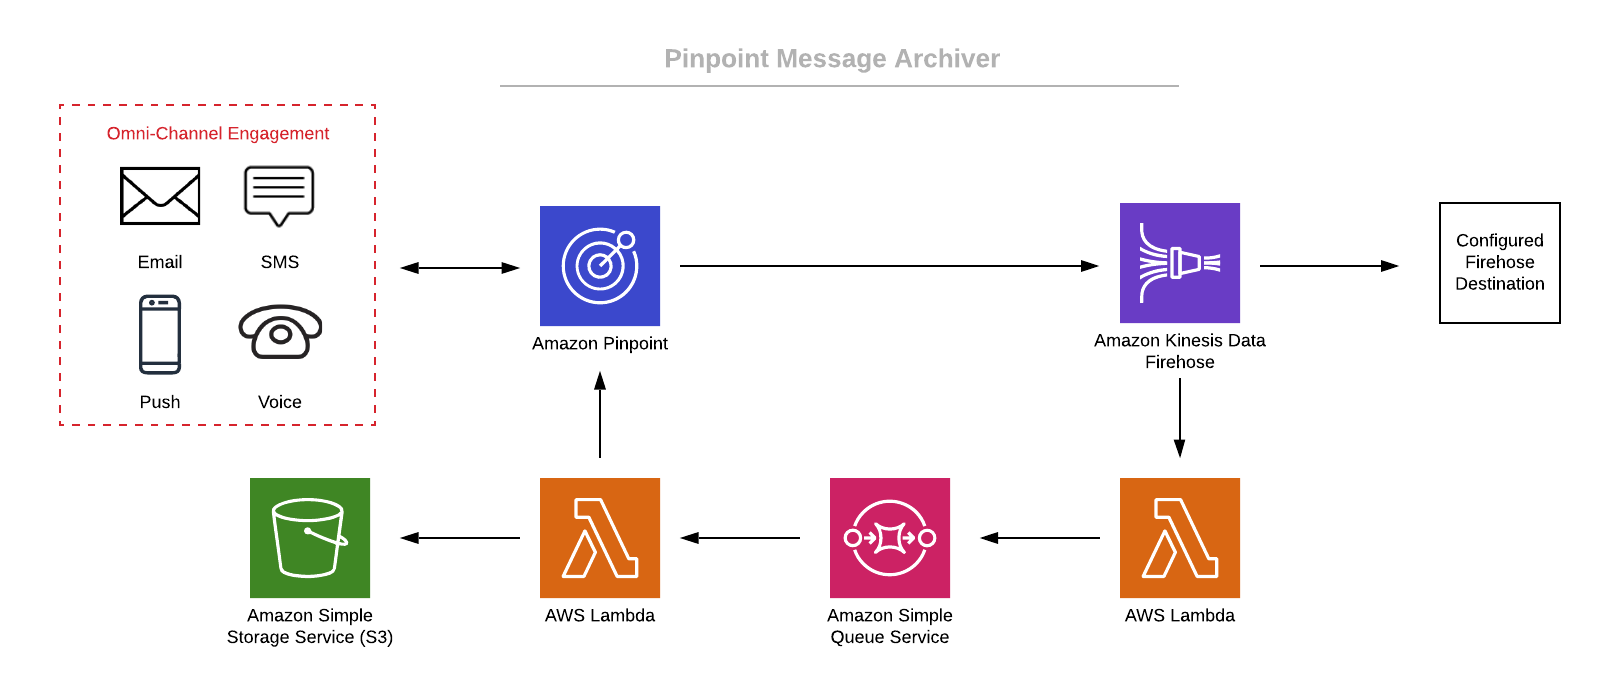 Pinpoint Message Archiver
Omni-Channel Engagement
Email
SMS
Push
Voice
Amazon Pinpoint
Amazon Kinesis Data
Firehose
Configured
Firehose
Destination
Amazon Simple
Storage Service (S3)
AWS Lambda
Amazon Simple
Queue Service
AWS Lambda